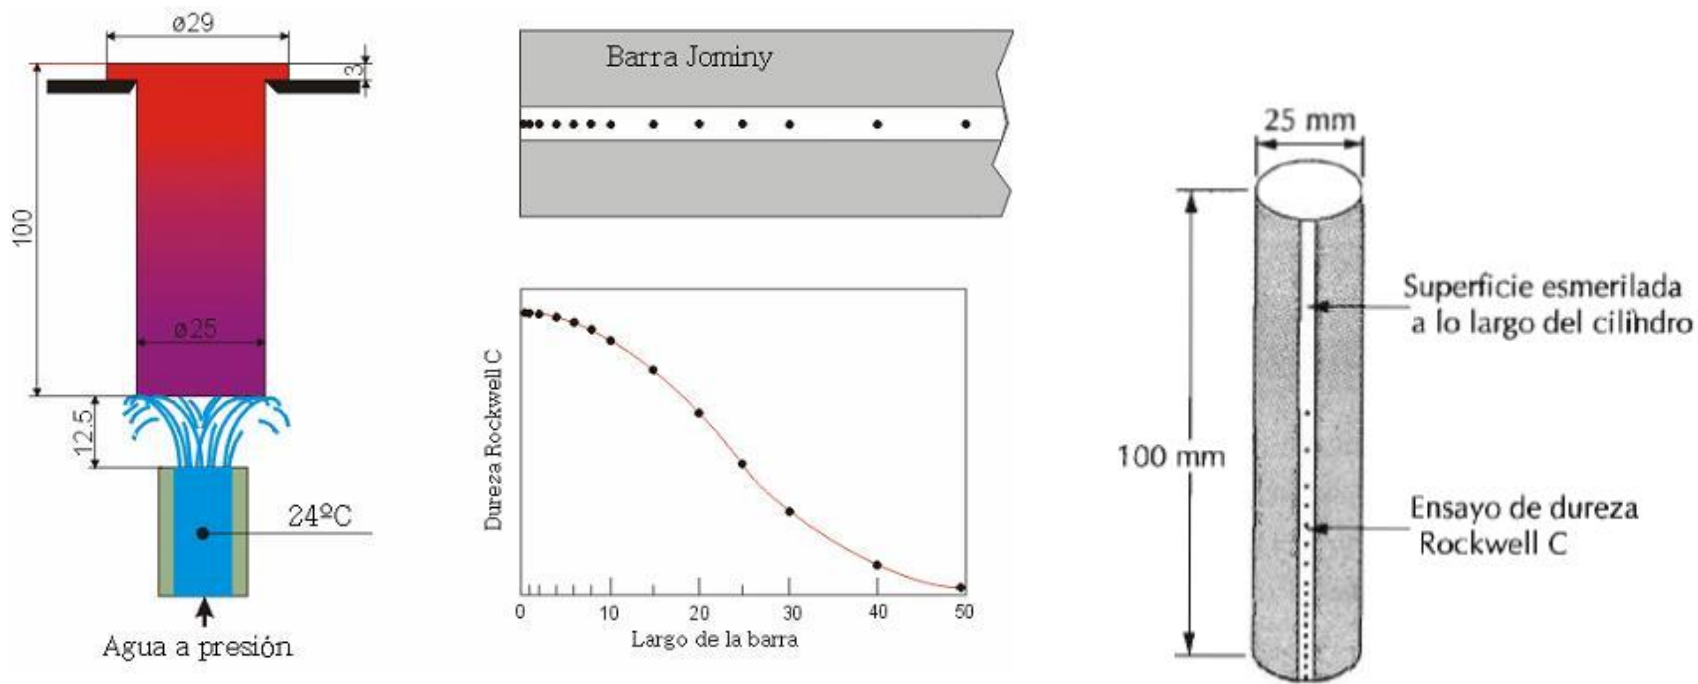 ø29
3
100
ø25
12.5
24ºC
Agua a presión
Barra Jominy
Dureza Rockwell C
0
10
20
30
40
50
Largo de la barra
25 mm
100 mm
Superficie esmerilada
a lo largo del cilindro
Ensayo de dureza
Rockwell C